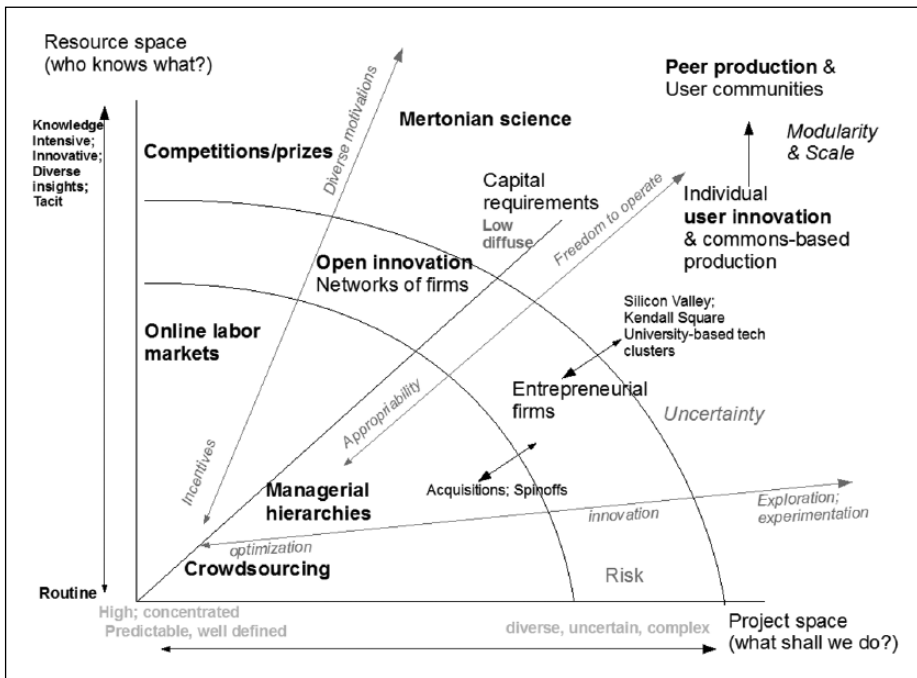 Resource space
(who knows what?)
Knowledge
Intensive;
Innovative;
Diverse
insights;
Tacit
Competitions/prizes
Diverse motivations
Mertonian science
Peer production &
User communities
Modularity
& Scale
Capital
requirements
Low
diffuse
Freedom to operate
Individual
user innovation
& commons-based
production
Open innovation
Networks of firms
Online labor
markets
Silicon Valley;
Kendall Square
University-based tech
clusters
Entrepreneurial
firms
Appropriability
Uncertainty
Incentives
Managerial
hierarchies
Acquisitions; Spinoffs
optimization
innovation
Exploration;
experimentation
Crowdsourcing
Risk
Routine
High; concentrated
Predictable, well defined
diverse, uncertain, complex
Project space
(what shall we do?)